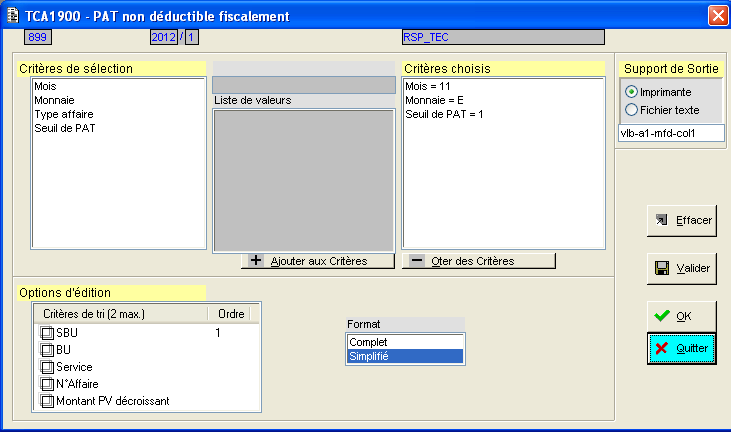 TCA1900 - PAT non déductible fiscalement
899 2012 / 1 RSP_TEC
Critères de sélection
Mois
Monnaie
Type affaire
Seuil de PAT
Liste de valeurs
Ajouter aux Critères
Critères choisis
Mois = 11
Monnaie = E
Seuil de PAT = 1
Oter des Critères
Support de Sortie
Imprimante
Fichier texte
vlb-a1-mfd-col1
Effacer
Valider
OK
Quitter
Options d'édition
Critères de tri (2 max.) Ordre
SBU 1
BU
Service
N°Affaire
Montant PV décroissant
Format
Complet
Simplifié